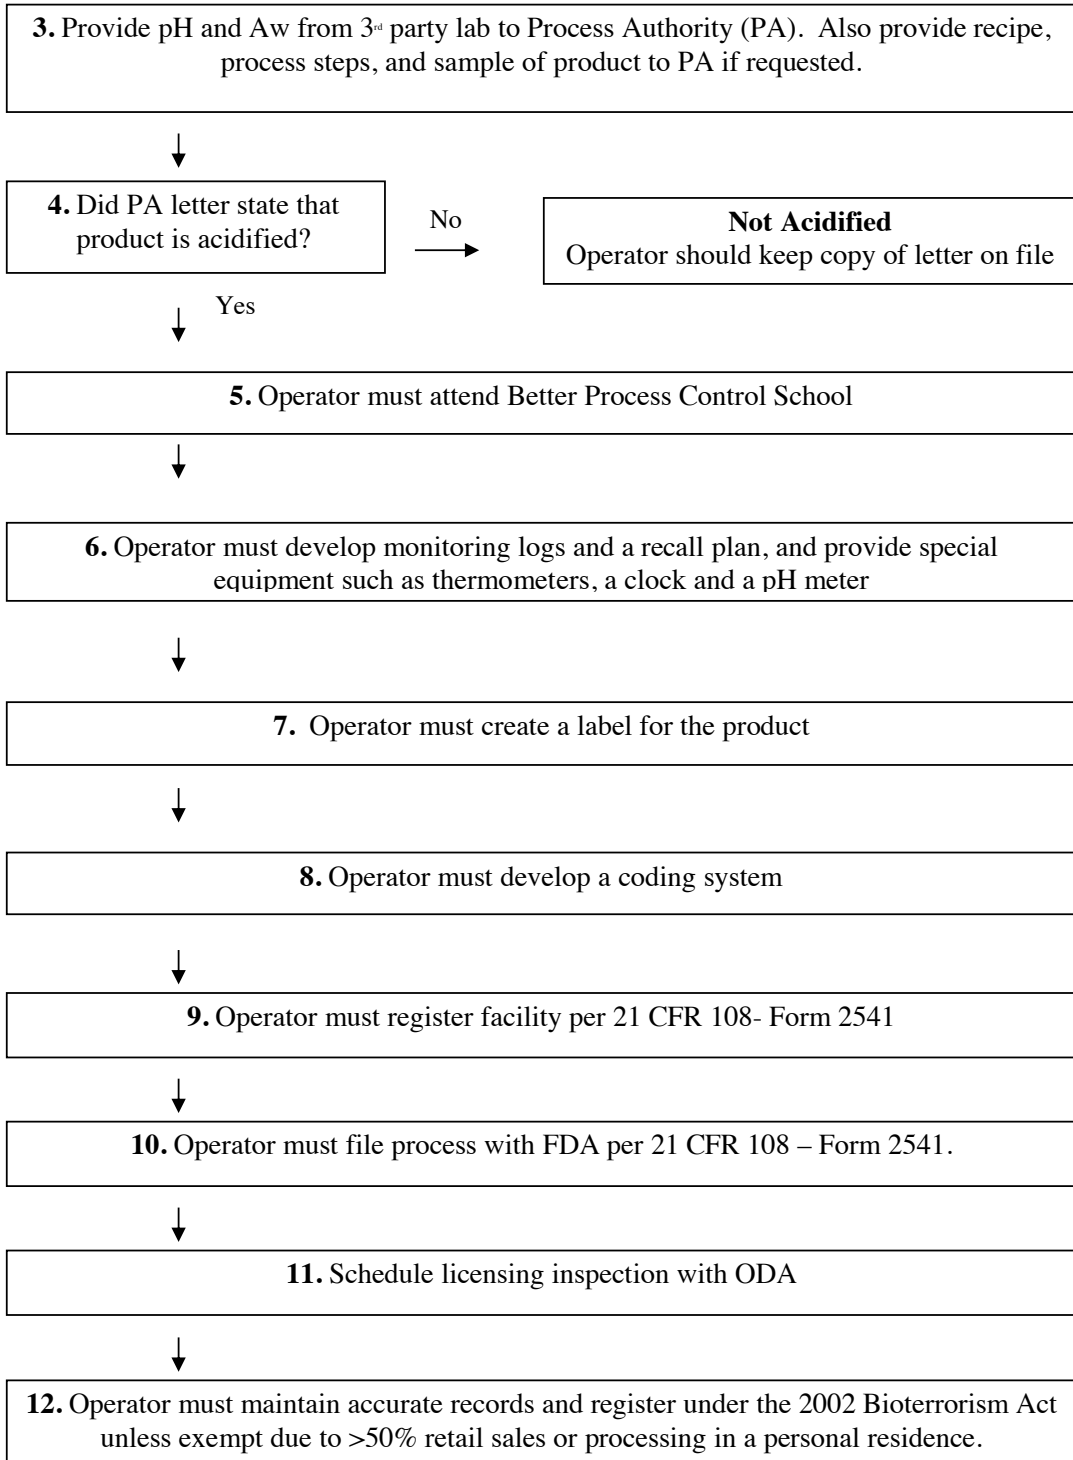 3. Provide pH and Aw from 3rd party lab to Process Authority (PA).  Also provide recipe,
process steps, and sample of product to PA if requested.
4. Did PA letter state that
product is acidified?
No
Not Acidified
Operator should keep copy of letter on file
Yes
5. Operator must attend Better Process Control School
6. Operator must develop monitoring logs and a recall plan, and provide special
equipment such as thermometers, a clock and a pH meter
7.  Operator must create a label for the product
8. Operator must develop a coding system
9. Operator must register facility per 21 CFR 108- Form 2541
10. Operator must file process with FDA per 21 CFR 108 – Form 2541.
11. Schedule licensing inspection with ODA
12. Operator must maintain accurate records and register under the 2002 Bioterrorism Act
unless exempt due to >50% retail sales or processing in a personal residence.